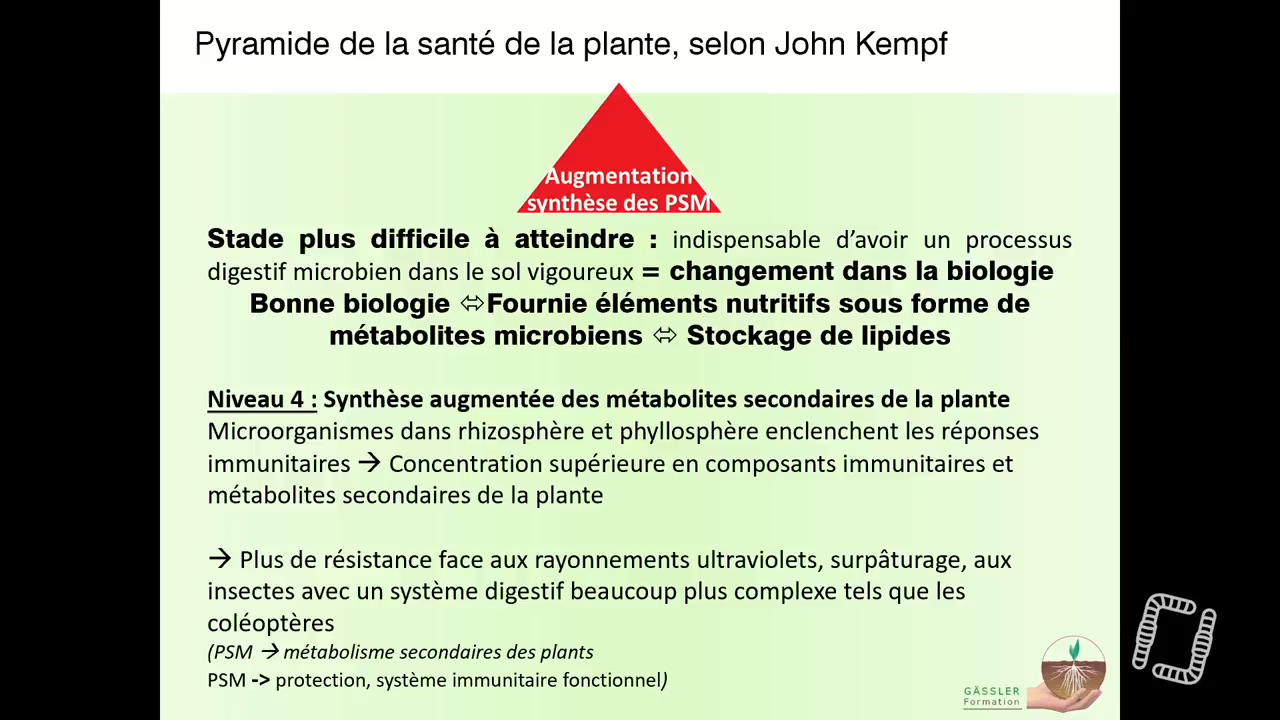 Pyramide de la santé de la plante, selon John Kempf
Augmentation
synthèse des PSM
Stade plus difficile à atteindre : indispensable d’avoir un processus
digestif microbien dans le sol vigoureux = changement dans la biologie
Bonne biologie ⬄Fournie éléments nutritifs sous forme de
métabolites microbiens ⬄ Stockage de lipides
Niveau 4 : Synthèse augmentée des métabolites secondaires de la plante
Microorganismes dans rhizosphère et phyllosphère enclenchent les réponses
immunitaires → Concentration supérieure en composants immunitaires et
métabolites secondaires de la plante
→ Plus de résistance face aux rayonnements ultraviolets, surpâturage, aux
insectes avec un système digestif beaucoup plus complexe tels que les
coléoptères
(PSM → métabolisme secondaires des plants
PSM -> protection, système immunitaire fonctionnel)
GÄSSLER
Formation